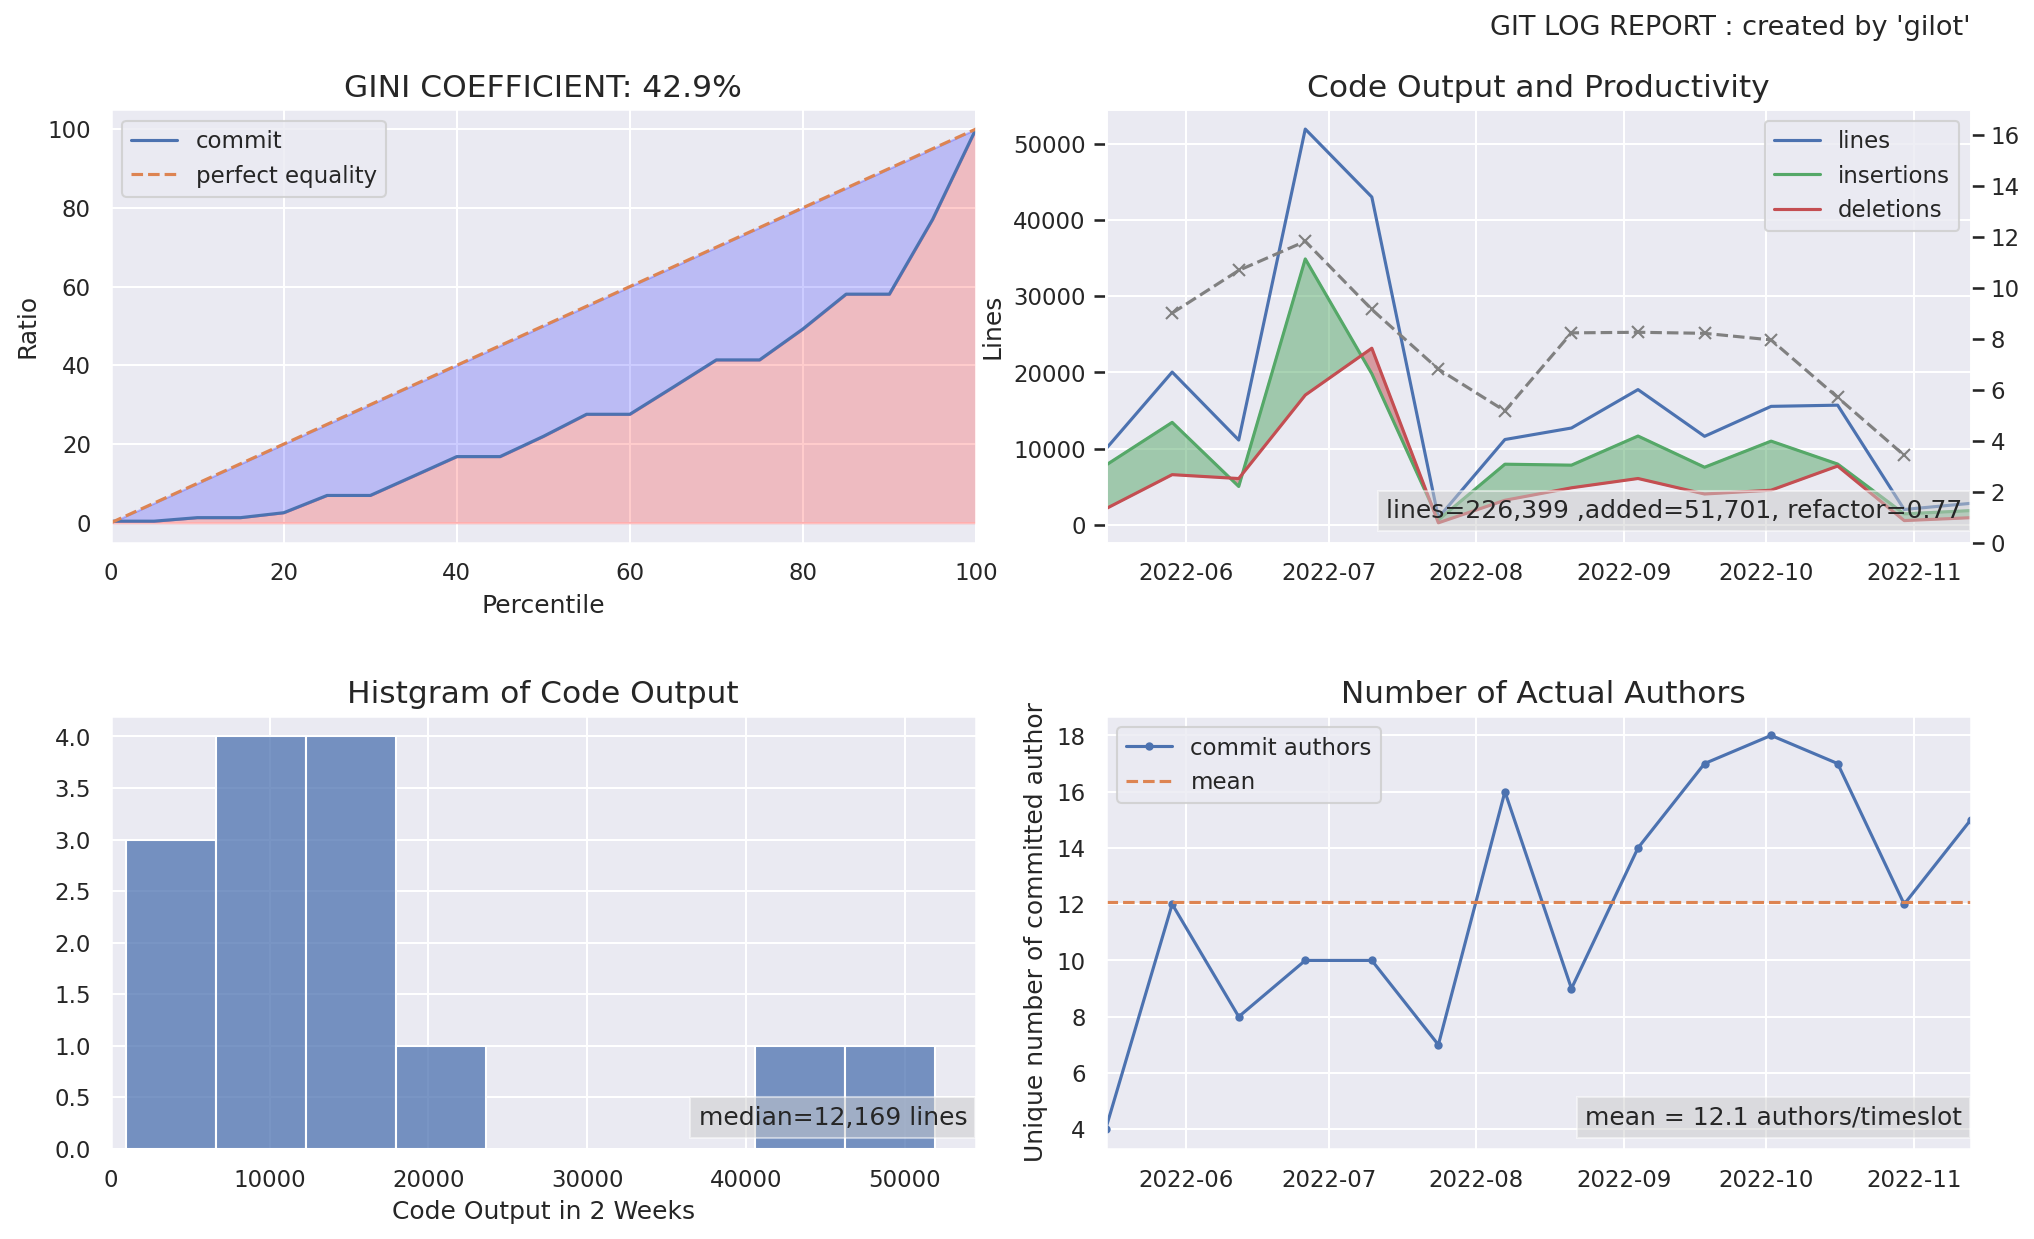 GIT LOG REPORT : created by 'gilot'
GINI COEFFICIENT: 42.9%
commit
perfect equality
100
80
60
40
20
0
Ratio
0 20 40 60 80 100
Percentile
Code Output and Productivity
lines
insertions
deletions
50000
40000
30000
20000
10000
0
Lines
16
14
12
10
8
6
4
2
0
lines=226,399 ,added=51,701, refactor=0.77
2022-06 2022-07 2022-08 2022-09 2022-10 2022-11
Histgram of Code Output
4.0
3.5
3.0
2.5
2.0
1.5
1.0
0.5
0.0
median=12,169 lines
0 10000 20000 30000 40000 50000
Code Output in 2 Weeks
Number of Actual Authors
commit authors
mean
18
16
14
12
10
8
6
4
Unique number of committed author
mean = 12.1 authors/timeslot
2022-06 2022-07 2022-08 2022-09 2022-10 2022-11